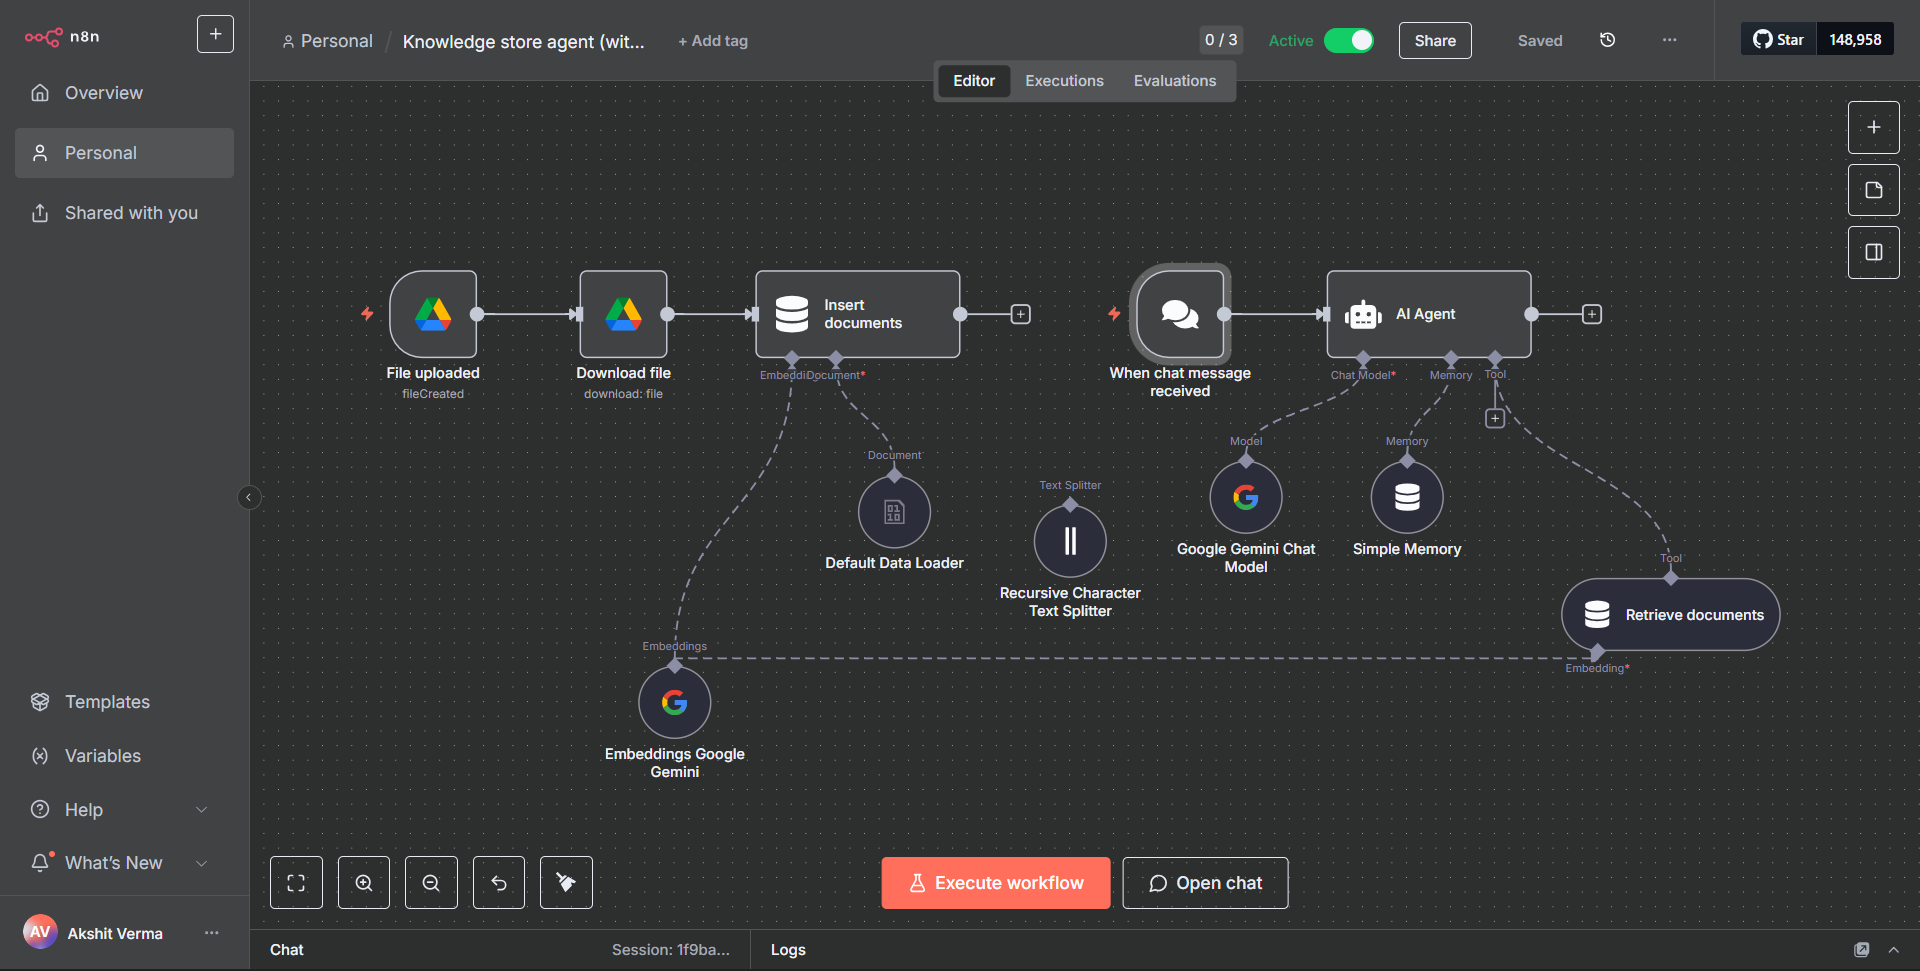 n8n
+
Overview
Personal
Shared with you
Templates
Variables
Help
What's New
AV
Akshit Verma
Personal / Knowledge store agent (wit...
+ Add tag
0 / 3
Active
Share
Saved
Star
148,958
Editor
Executions
Evaluations
File uploaded
fileCreated
Download file
download: file
Insert
documents
Embeddi
Document*
Document
Default Data Loader
Text Splitter
Recursive Character
Text Splitter
Embeddings
Embeddings Google
Gemini
When chat message
received
AI Agent
Chat Model*
Memory
Tool
Model
Google Gemini Chat
Model
Memory
Simple Memory
Tool
Retrieve documents
Embedding*
Execute workflow
Open chat
Chat
Session: 1f9ba...
Logs